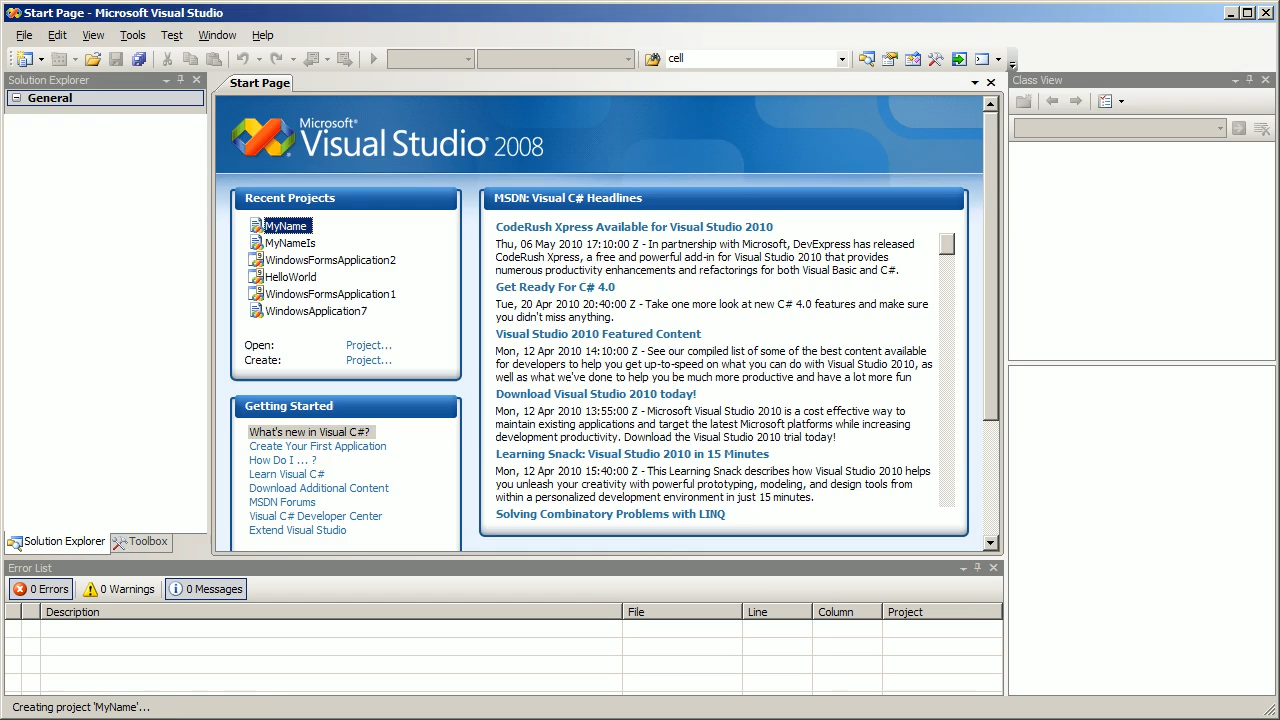 Start Page - Microsoft Visual Studio
File Edit View Tools Test Window Help
cell
Solution Explorer
General
Start Page
Class View
Microsoft®
Visual Studio® 2008
Recent Projects
MyName
MyNameIs
WindowsFormsApplication2
HelloWorld
WindowsFormsApplication1
WindowsApplication7
Open: Project...
Create: Project...
Getting Started
What's new in Visual C#?
Create Your First Application
How Do I ... ?
Learn Visual C#
Download Additional Content
MSDN Forums
Visual C# Developer Center
Extend Visual Studio
MSDN: Visual C# Headlines
CodeRush Xpress Available for Visual Studio 2010
Thu, 06 May 2010 17:10:00 Z - In partnership with Microsoft, DevExpress has released
CodeRush Xpress, a free and powerful add-in for Visual Studio 2010 that provides
numerous productivity enhancements and refactorings for both Visual Basic and C#.
Get Ready For C# 4.0
Tue, 20 Apr 2010 20:40:00 Z - Take one more look at new C# 4.0 features and make sure
you didn't miss anything.
Visual Studio 2010 Featured Content
Mon, 12 Apr 2010 14:10:00 Z - See our compiled list of some of the best content available
for developers to help you get up-to-speed on what you can do with Visual Studio 2010, as
well as what we've done to help you be much more productive and have a lot more fun
Download Visual Studio 2010 today!
Mon, 12 Apr 2010 13:55:00 Z - Microsoft Visual Studio 2010 is a cost effective way to
maintain existing applications and target the latest Microsoft platforms while increasing
development productivity. Download the Visual Studio 2010 trial today!
Learning Snack: Visual Studio 2010 in 15 Minutes
Mon, 12 Apr 2010 15:40:00 Z - This Learning Snack describes how Visual Studio 2010 helps
you unleash your creativity with powerful prototyping, modeling, and design tools from
within a personalized development environment in just 15 minutes.
Solving Combinatory Problems with LINQ
Solution Explorer Toolbox
Error List
0 Errors 0 Warnings 0 Messages
Description File Line Column Project
Creating project 'MyName'...